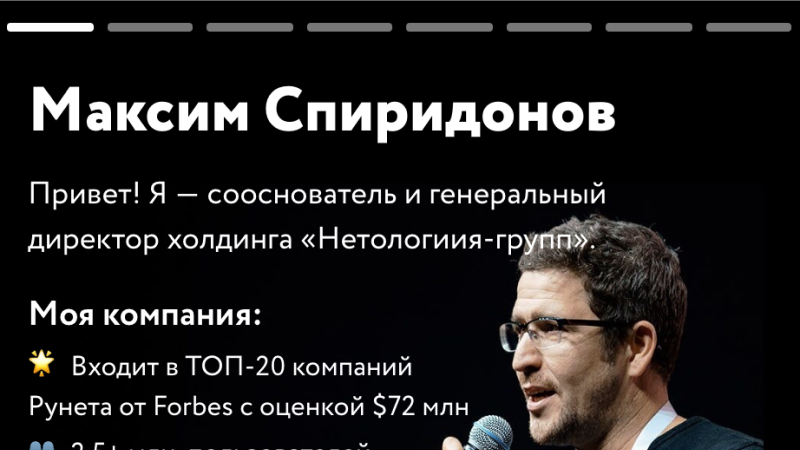 Максим Спиридонов
Привет! Я — сооснователь и генеральный
директор холдинга «Нетологиия-групп».
Моя компания:
🌟 Входит в ТОП-20 компаний
Рунета от Forbes с оценкой $72 млн